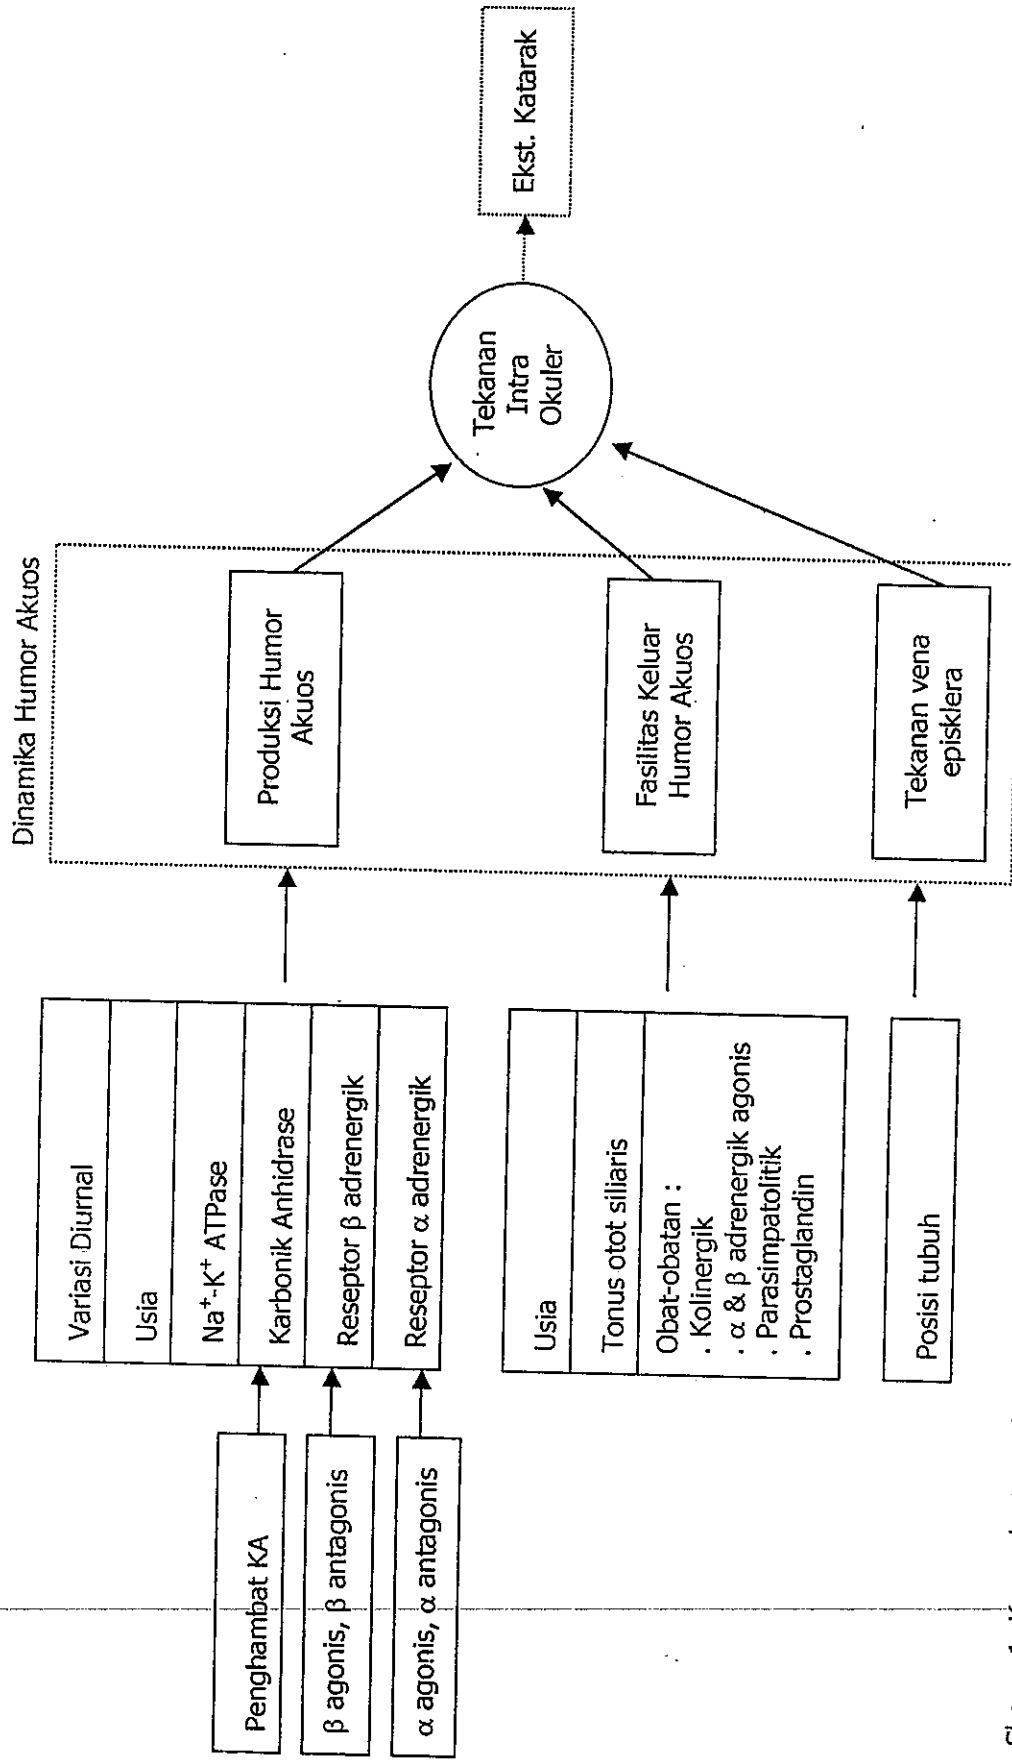 Dinamika Humor Akuos
Penghambat KA
β agonis, β antagonis
α agonis, α antagonis
Variasi Diurnal
Usia
Na⁺-K⁺ ATPase
Karbonik Anhidrase
Reseptor β adrenergik
Reseptor α adrenergik
Usia
Tonus otot siliaris
Obat-obatan :
. Kolinergik
. α & β adrenergik agonis
. Parasimpatolitik
. Prostaglandin
Posisi tubuh
Produksi Humor
Akuos
Fasilitas Keluar
Humor Akuos
Tekanan vena
episklera
Tekanan
Intra
Okuler
Ekst. Katarak